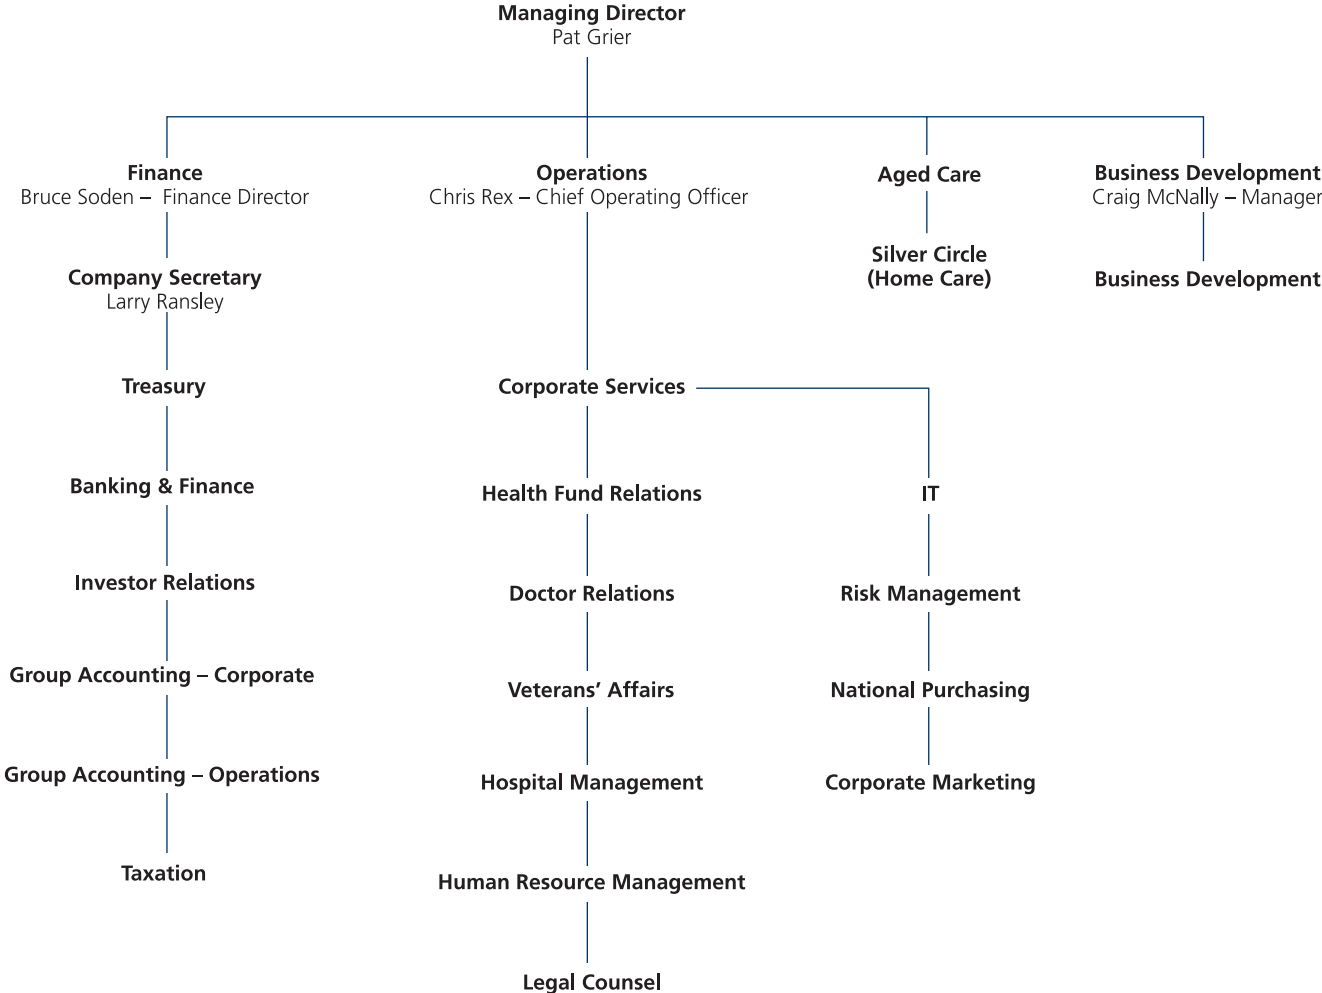 Managing Director
Pat Grier
Finance
Bruce Soden – Finance Director
Operations
Chris Rex – Chief Operating Officer
Aged Care
Business Development
Craig McNally – Manager
Company Secretary
Larry Ransley
Silver Circle
(Home Care)
Business Development
Treasury
Corporate Services
Banking & Finance
Health Fund Relations
IT
Investor Relations
Doctor Relations
Risk Management
Group Accounting – Corporate
Veterans’ Affairs
National Purchasing
Group Accounting – Operations
Hospital Management
Corporate Marketing
Taxation
Human Resource Management
Legal Counsel